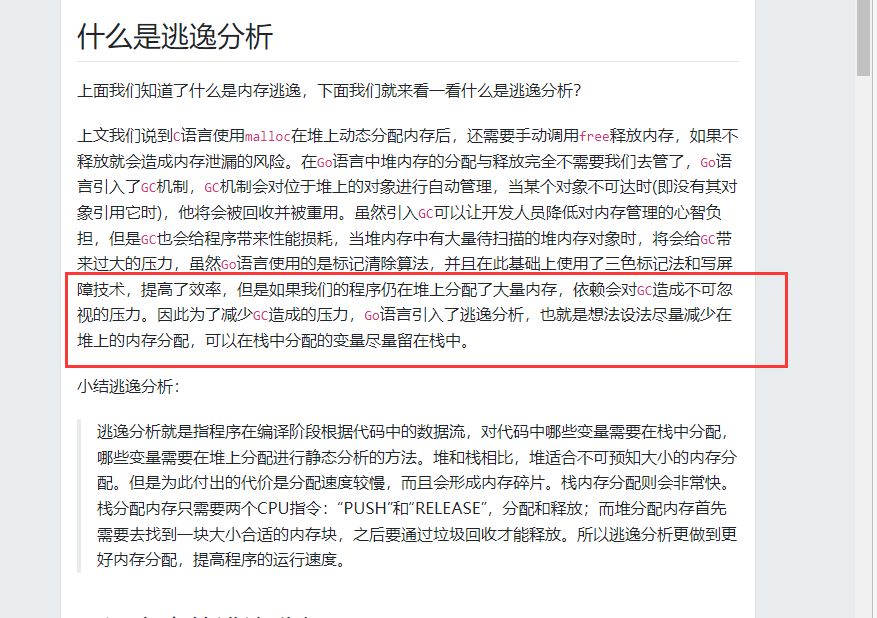 什么是逃逸分析
上面我们知道了什么是内存逃逸，下面我们就来看一看什么是逃逸分析？
上文我们说到C语言使用malloc在堆上动态分配内存后，还需要手动调用free释放内存，如果不
释放就会造成内存泄漏的风险。在Go语言中堆内存的分配与释放完全不需要我们去管了，Go语
言引入了GC机制，GC机制会对位于堆上的对象进行自动管理，当某个对象不可达时(即没有其对
象引用它时)，他将会被回收并被重用。虽然引入GC可以让开发人员降低对内存管理的心智负
担，但是GC也会给程序带来性能损耗，当堆内存中有大量待扫描的堆内存对象时，将会给GC带
来过大的压力，虽然Go语言使用的是标记清除算法，并且在此基础上使用了三色标记法和写屏
障技术，提高了效率，但是如果我们的程序仍在堆上分配了大量内存，依赖会对GC造成不可忽
视的压力。因此为了减少GC造成的压力，Go语言引入了逃逸分析，也就是想法设法尽量减少在
堆上的内存分配，可以在栈中分配的变量尽量留在栈中。
小结逃逸分析：
逃逸分析就是指程序在编译阶段根据代码中的数据流，对代码中哪些变量需要在栈中分配，
哪些变量需要在堆上分配进行静态分析的方法。堆和栈相比，堆适合不可预知大小的内存分
配。但是为此付出的代价是分配速度较慢，而且会形成内存碎片。栈内存分配则会非常快。
栈分配内存只需要两个CPU指令：“PUSH”和“RELEASE”，分配和释放；而堆分配内存首先
需要去找到一块大小合适的内存块，之后要通过垃圾回收才能释放。所以逃逸分析更做到更
好内存分配，提高程序的运行速度。